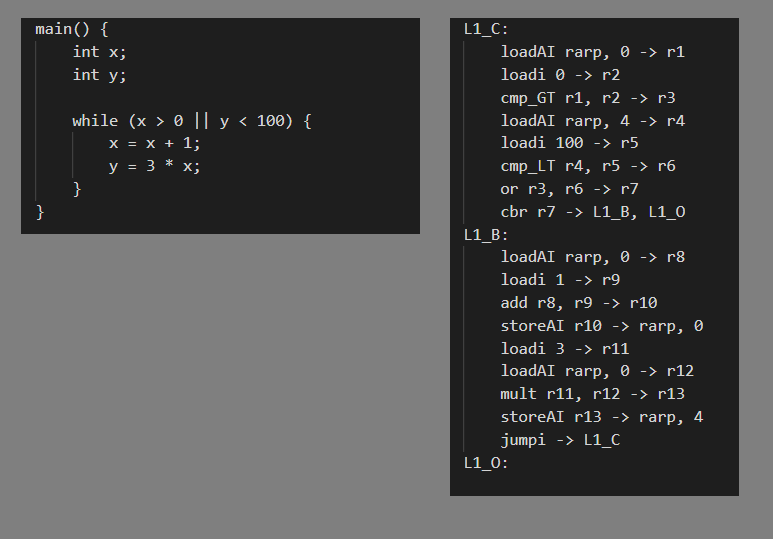 main() {
    int x;
    int y;

    while (x > 0 || y < 100) {
        x = x + 1;
        y = 3 * x;
    }
}
L1_C:
    loadAI rarp, 0 -> r1
    loadi 0 -> r2
    cmp_GT r1, r2 -> r3
    loadAI rarp, 4 -> r4
    loadi 100 -> r5
    cmp_LT r4, r5 -> r6
    or r3, r6 -> r7
    cbr r7 -> L1_B, L1_O
L1_B:
    loadAI rarp, 0 -> r8
    loadi 1 -> r9
    add r8, r9 -> r10
    storeAI r10 -> rarp, 0
    loadi 3 -> r11
    loadAI rarp, 0 -> r12
    mult r11, r12 -> r13
    storeAI r13 -> rarp, 4
    jumpi -> L1_C
L1_O: